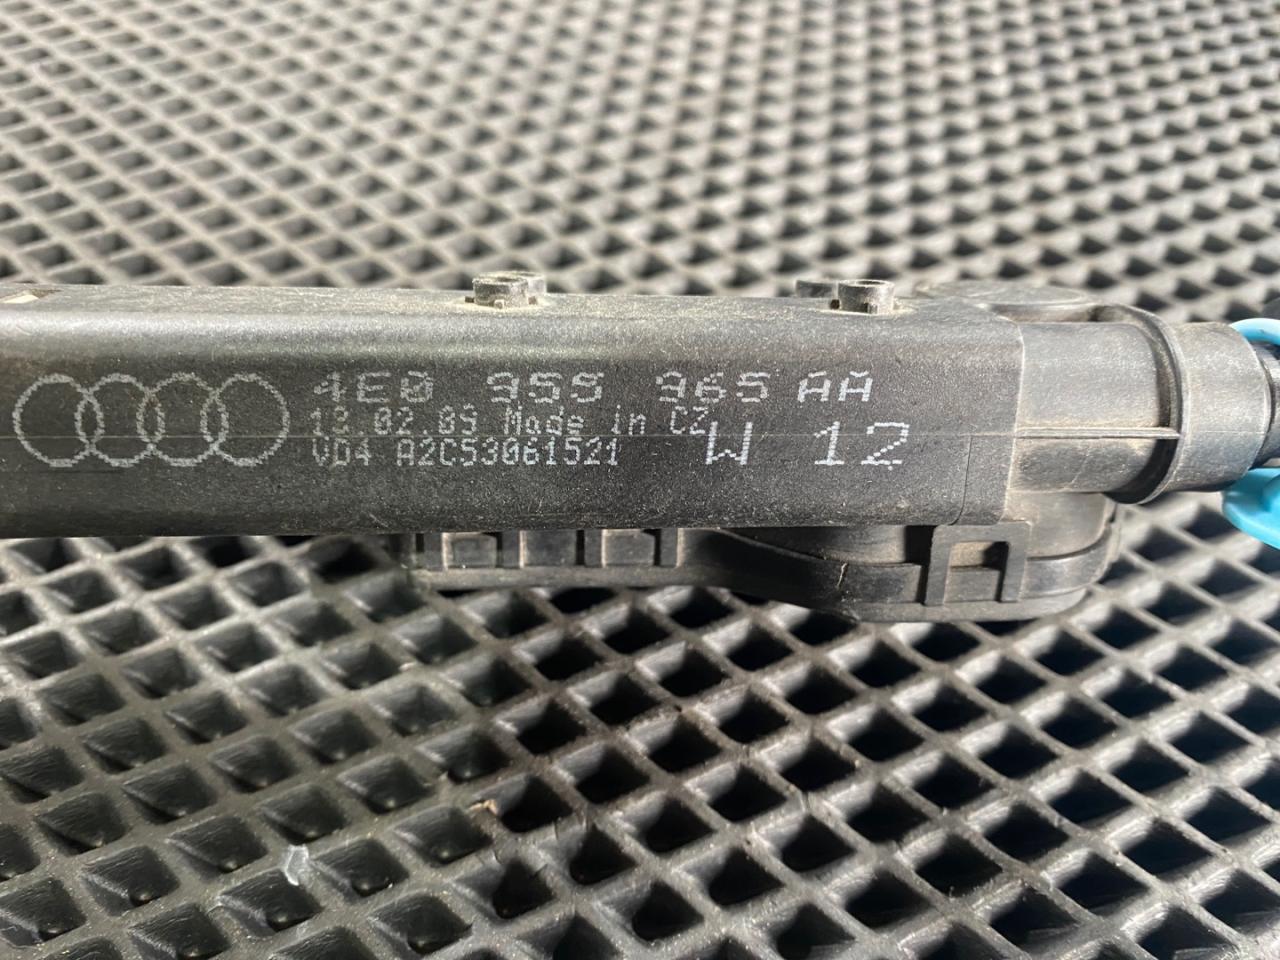 4E0 955 965 AA
12.02.09 Made in CZ
VD4 A2C53061521
W 12